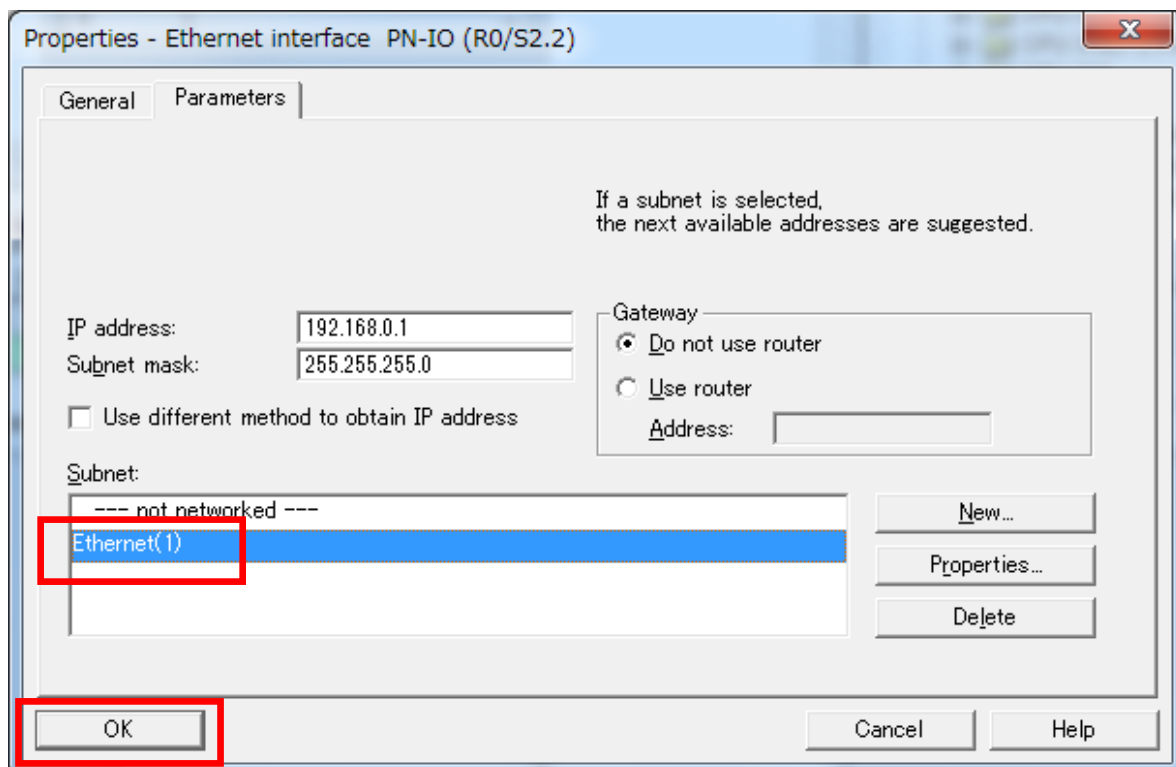 Properties - Ethernet interface PN-IO (R0/S2.2)
x
General
Parameters
If a subnet is selected,
the next available addresses are suggested.
IP address:
192.168.0.1
Subnet mask:
255.255.255.0
Use different method to obtain IP address
Gateway
Do not use router
Use router
Address:
Subnet:
--- not networked ---
Ethernet(1)
New...
Properties...
Delete
OK
Cancel
Help